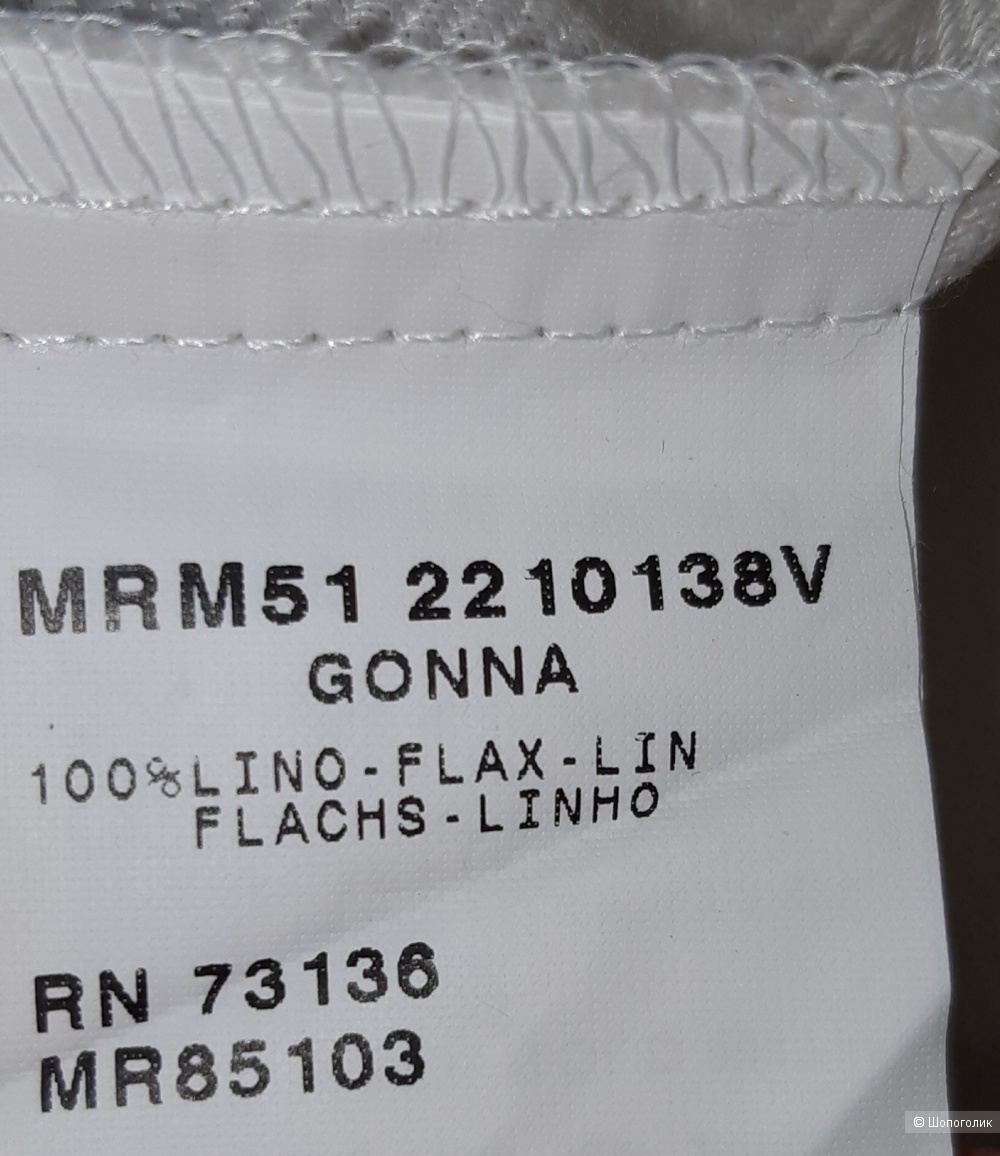 MRM51 2210138V
GONNA
100%LINO-FLAX-LIN
FLACHS-LINHO
RN 73136
MR85103
© Шопоголик